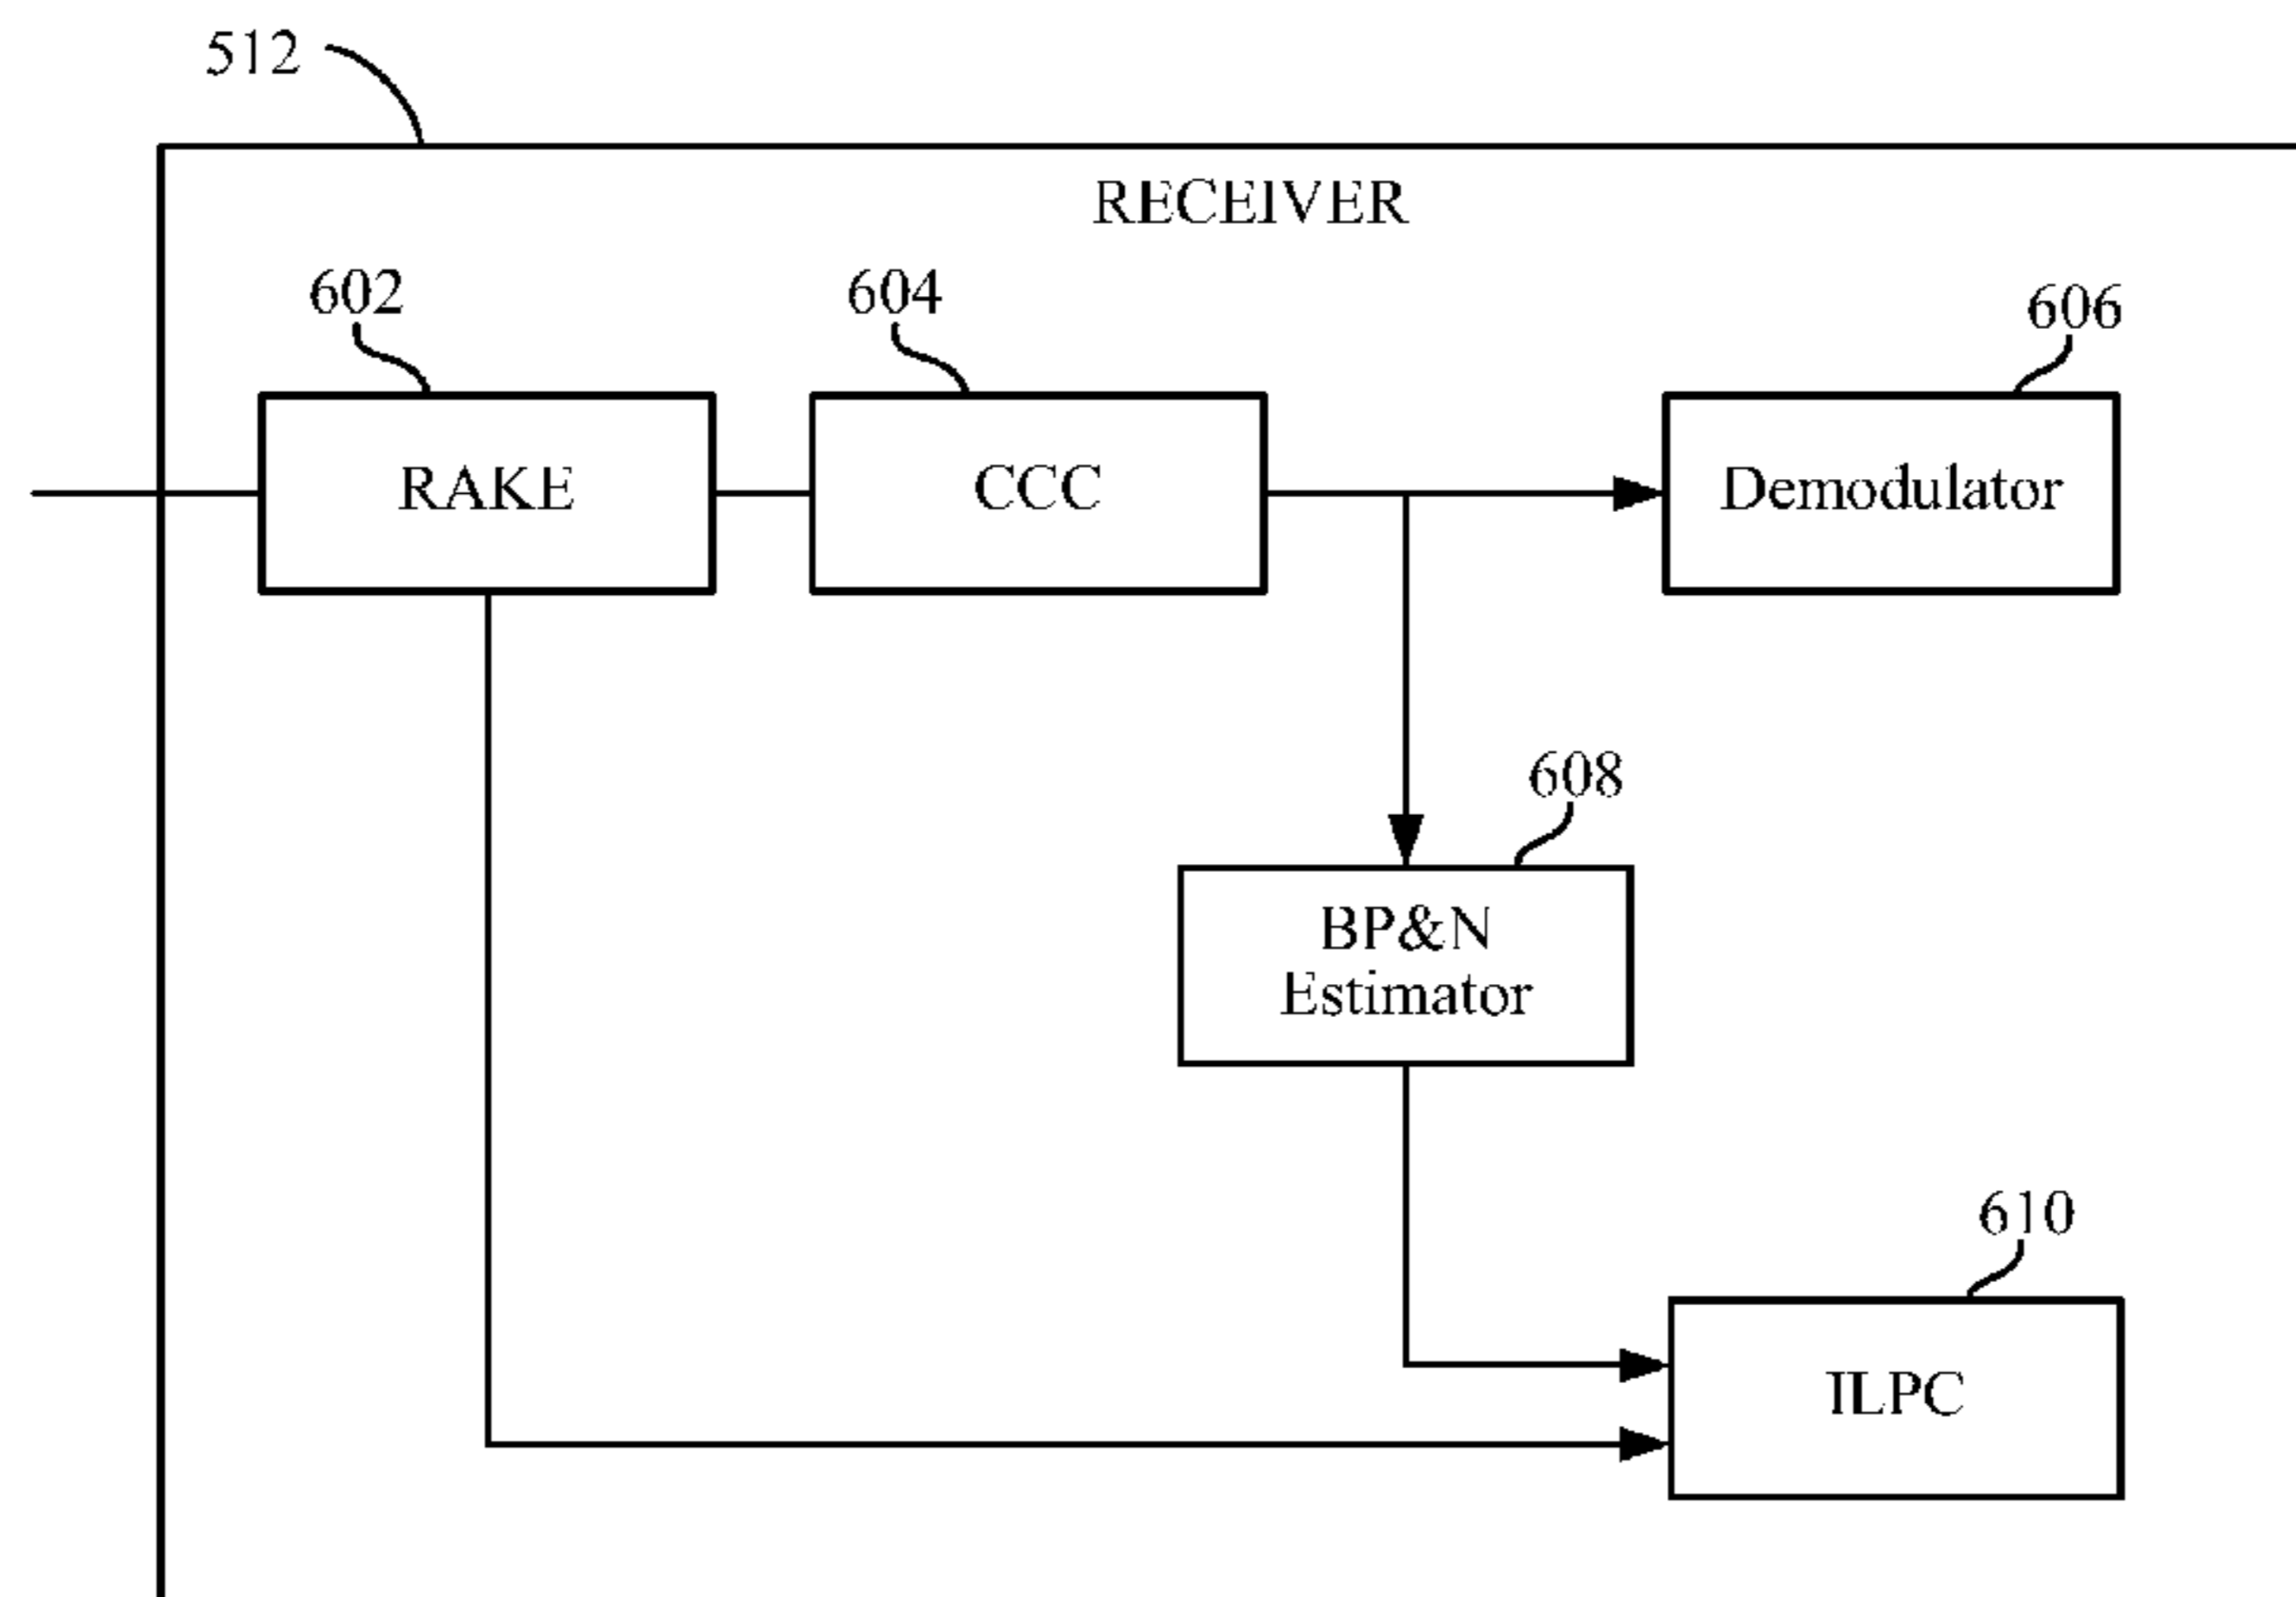 512
RECEIVER
602
604
606
RAKE
CCC
Demodulator
608
BP&N
Estimator
610
ILPC